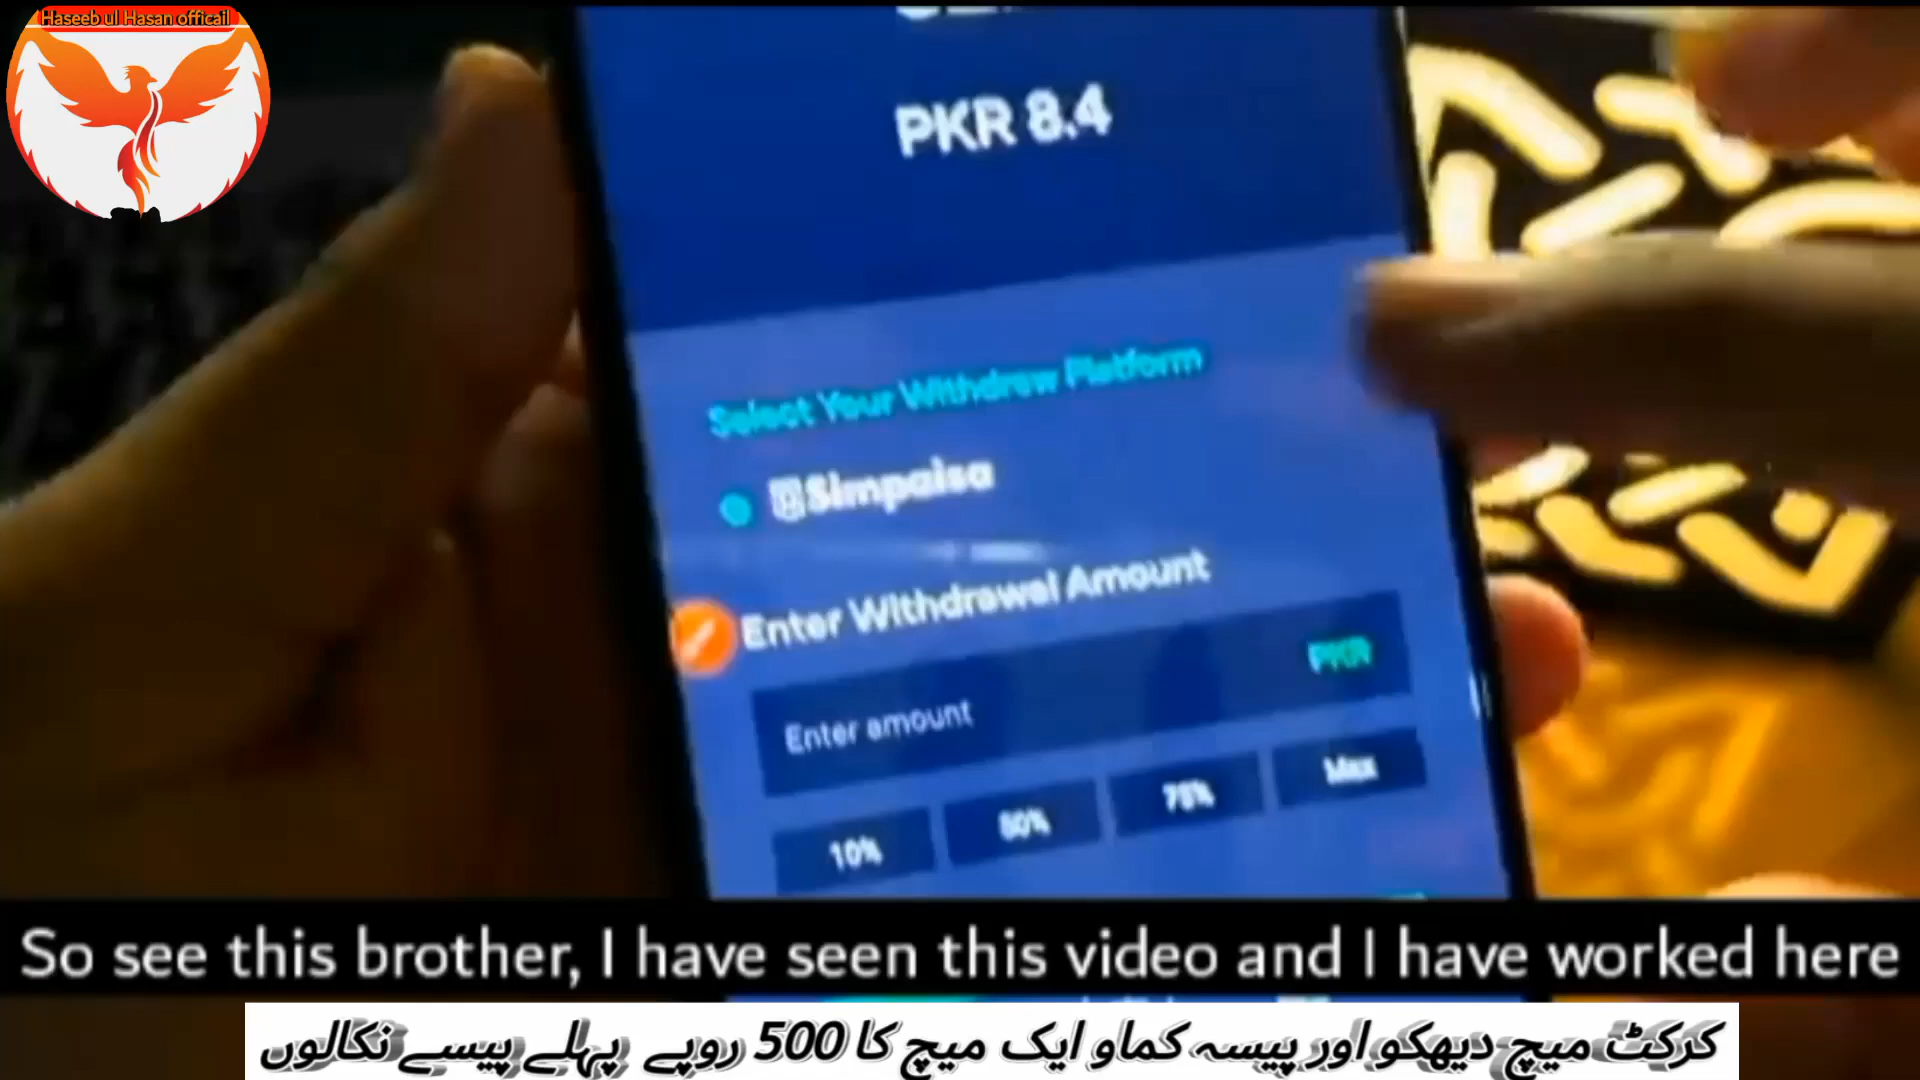 Haseeb ul Hasan officail
PKR 8.4
Select Your Withdraw Platform
Simpaisa
Enter Withdrawal Amount
PKR
Enter amount
10% 50% 75% Max
So see this brother, I have seen this video and I have worked here
کرکٹ میچ دیھکو اور پیسہ کماو ایک میچ کا 500 روپے پہلے پیسے نکالوں